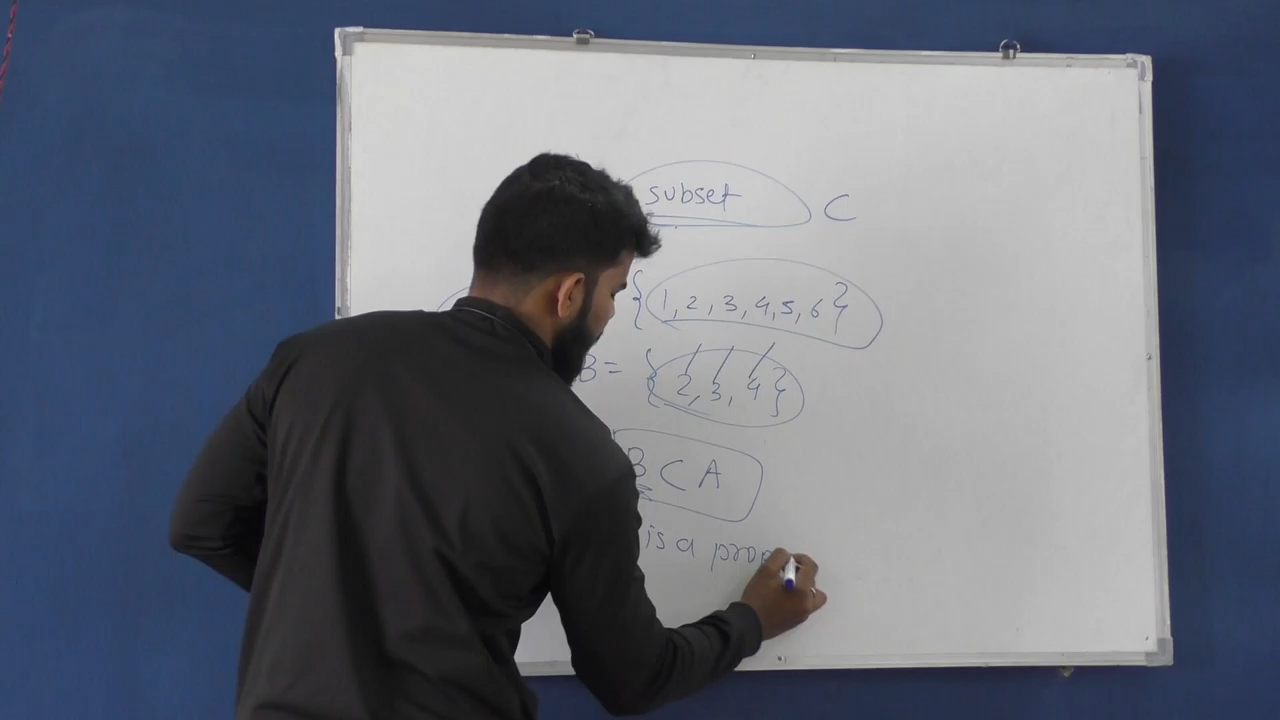 subset ⊂
{1, 2, 3, 4, 5, 6}
B = {2, 3, 4}
B ⊂ A
is a prop